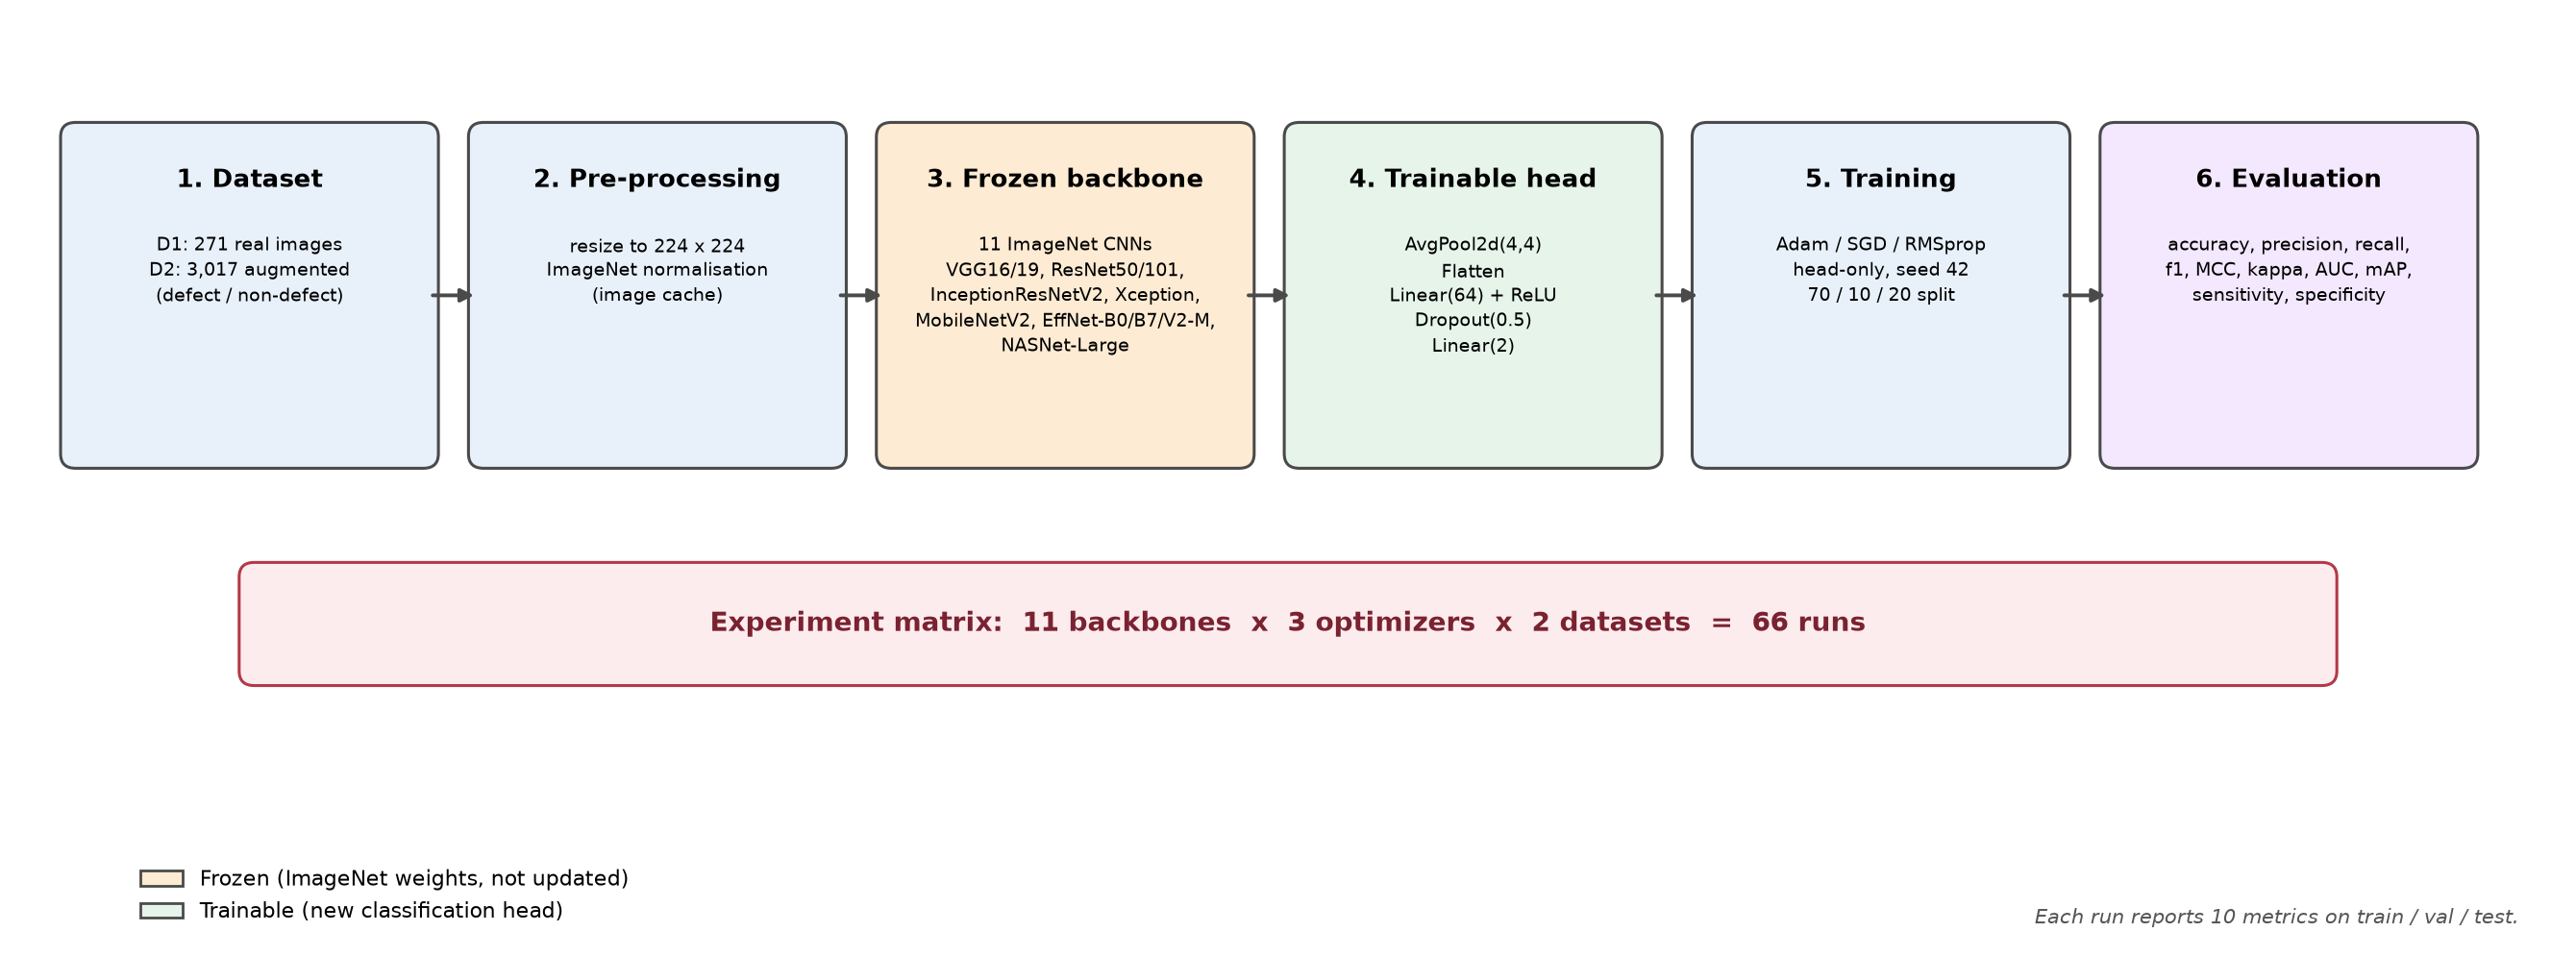 1. Dataset
D1: 271 real images
D2: 3,017 augmented
(defect / non-defect)
2. Pre-processing
resize to 224 x 224
ImageNet normalisation
(image cache)
3. Frozen backbone
11 ImageNet CNNs
VGG16/19, ResNet50/101,
InceptionResNetV2, Xception,
MobileNetV2, EffNet-B0/B7/V2-M,
NASNet-Large
4. Trainable head
AvgPool2d(4,4)
Flatten
Linear(64) + ReLU
Dropout(0.5)
Linear(2)
5. Training
Adam / SGD / RMSprop
head-only, seed 42
70 / 10 / 20 split
6. Evaluation
accuracy, precision, recall,
f1, MCC, kappa, AUC, mAP,
sensitivity, specificity
Experiment matrix:  11 backbones  x  3 optimizers  x  2 datasets  =  66 runs
Frozen (ImageNet weights, not updated)
Trainable (new classification head)
Each run reports 10 metrics on train / val / test.